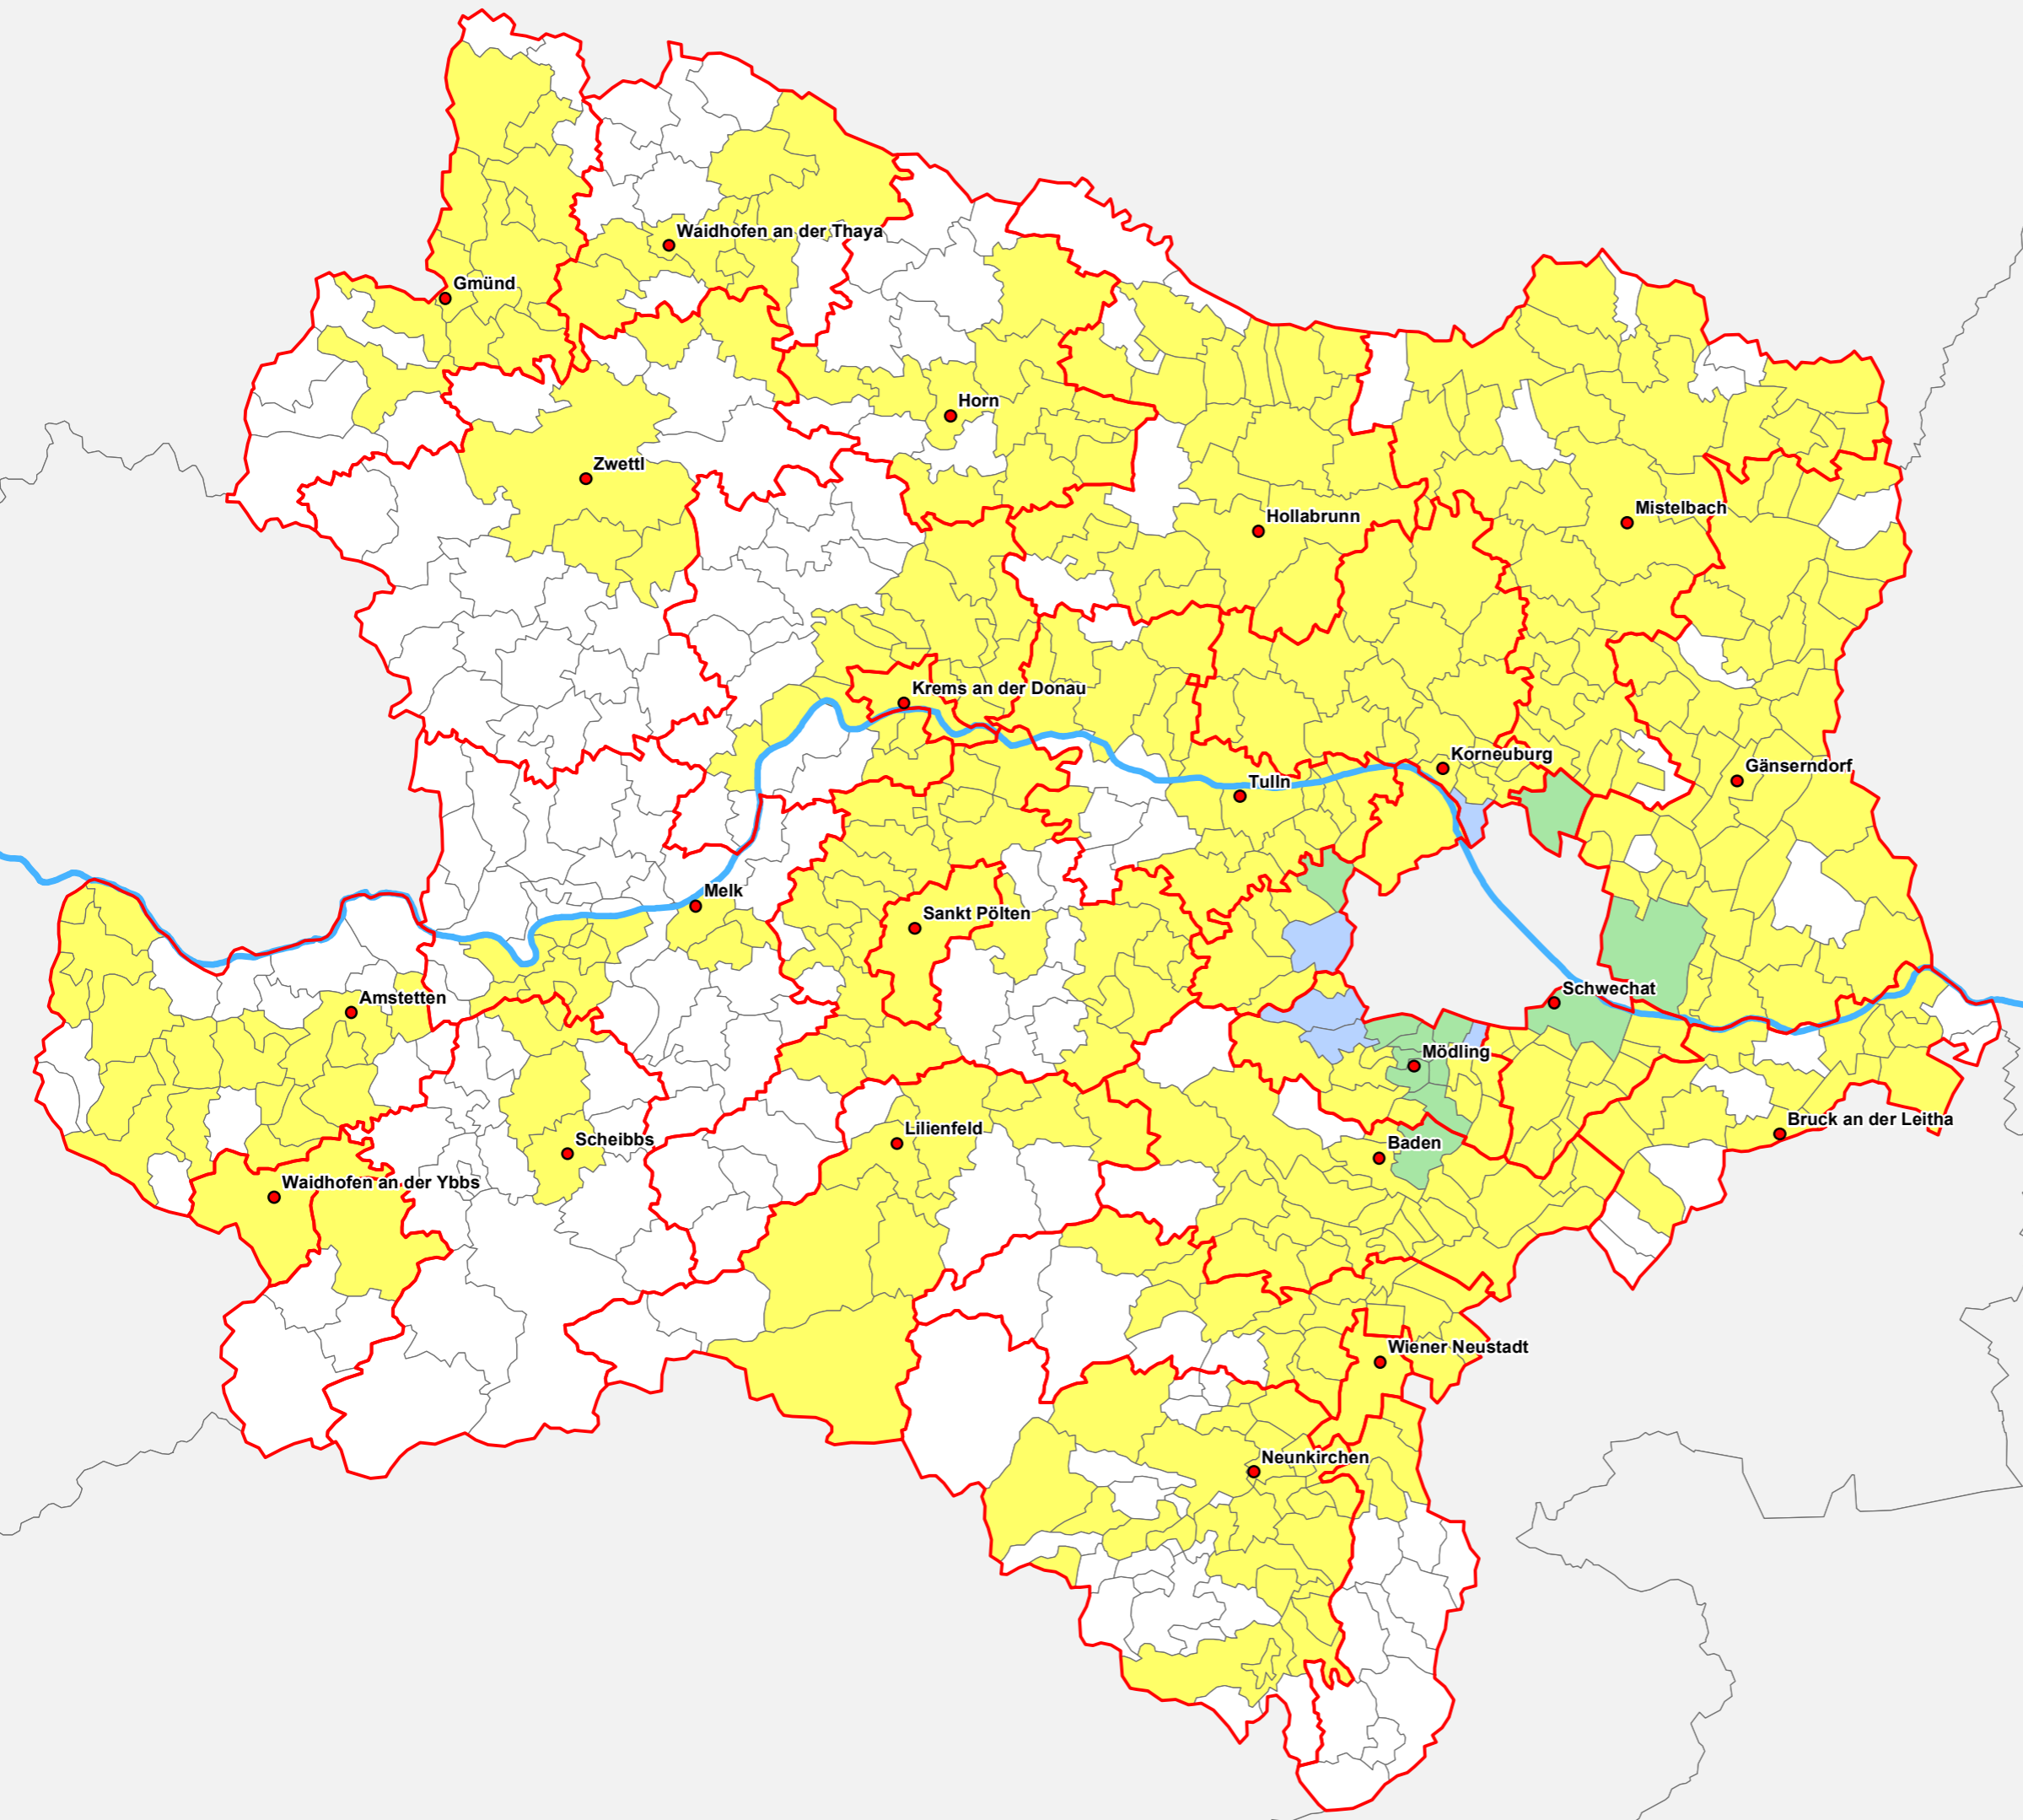 Waidhofen an der Thaya
Gmünd
Horn
Zwettl
Hollabrunn
Mistelbach
Krems an der Donau
Korneuburg
Gänserndorf
Tulln
Melk
Sankt Pölten
Schwechat
Amstetten
Mödling
Bruck an der Leitha
Lilienfeld
Scheibbs
Baden
Waidhofen an der Ybbs
Wiener Neustadt
Neunkirchen